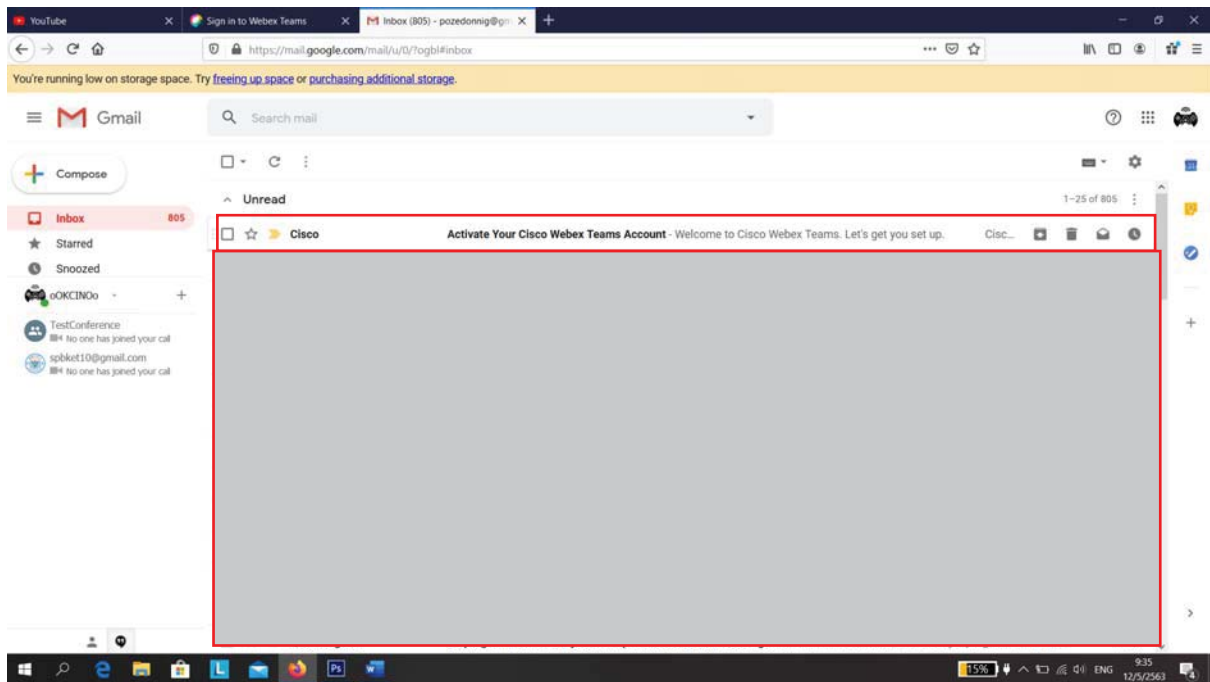 YouTube
Sign in to Webex Teams
Inbox (805) - pozedonnig@gm
https://mail.google.com/mail/u/0/?ogbl#inbox
You're running low on storage space. Try freeing up space or purchasing additional storage.
Gmail
Search mail
Compose
Unread
1–25 of 805
Inbox 805
Cisco Activate Your Cisco Webex Teams Account - Welcome to Cisco Webex Teams. Let's get you set up. Cisc...
Starred
Snoozed
oOKCINOo
TestConference
No one has joined your call
spbket10@gmail.com
No one has joined your call
15%
ENG
9:35
12/5/2563